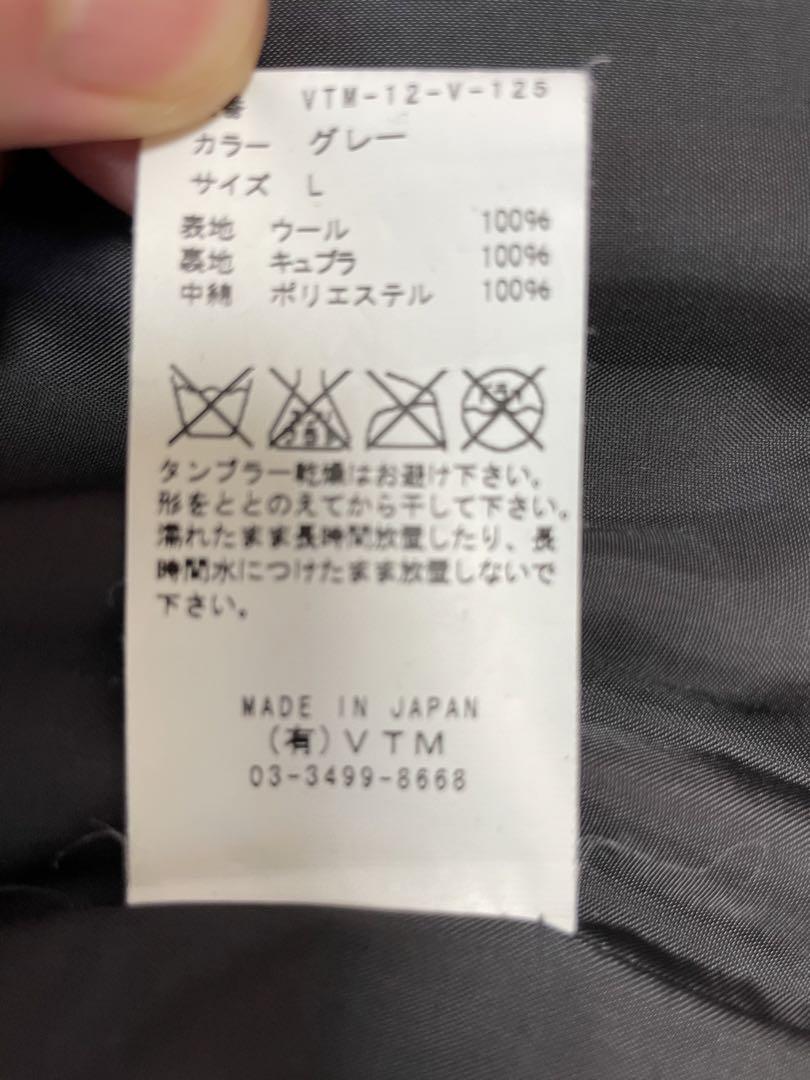 番 VTM-12-V-125
カラー グレー
サイズ L
表地 ウール 100%
裏地 キュプラ 100%
中綿 ポリエステル 100%
ドライ
タンブラー乾燥はお避け下さい。
形をととのえてから干して下さい。
濡れたまま長時間放置したり、長
時間水につけたまま放置しないで
下さい。
MADE IN JAPAN
(有)VTM
03-3499-8668